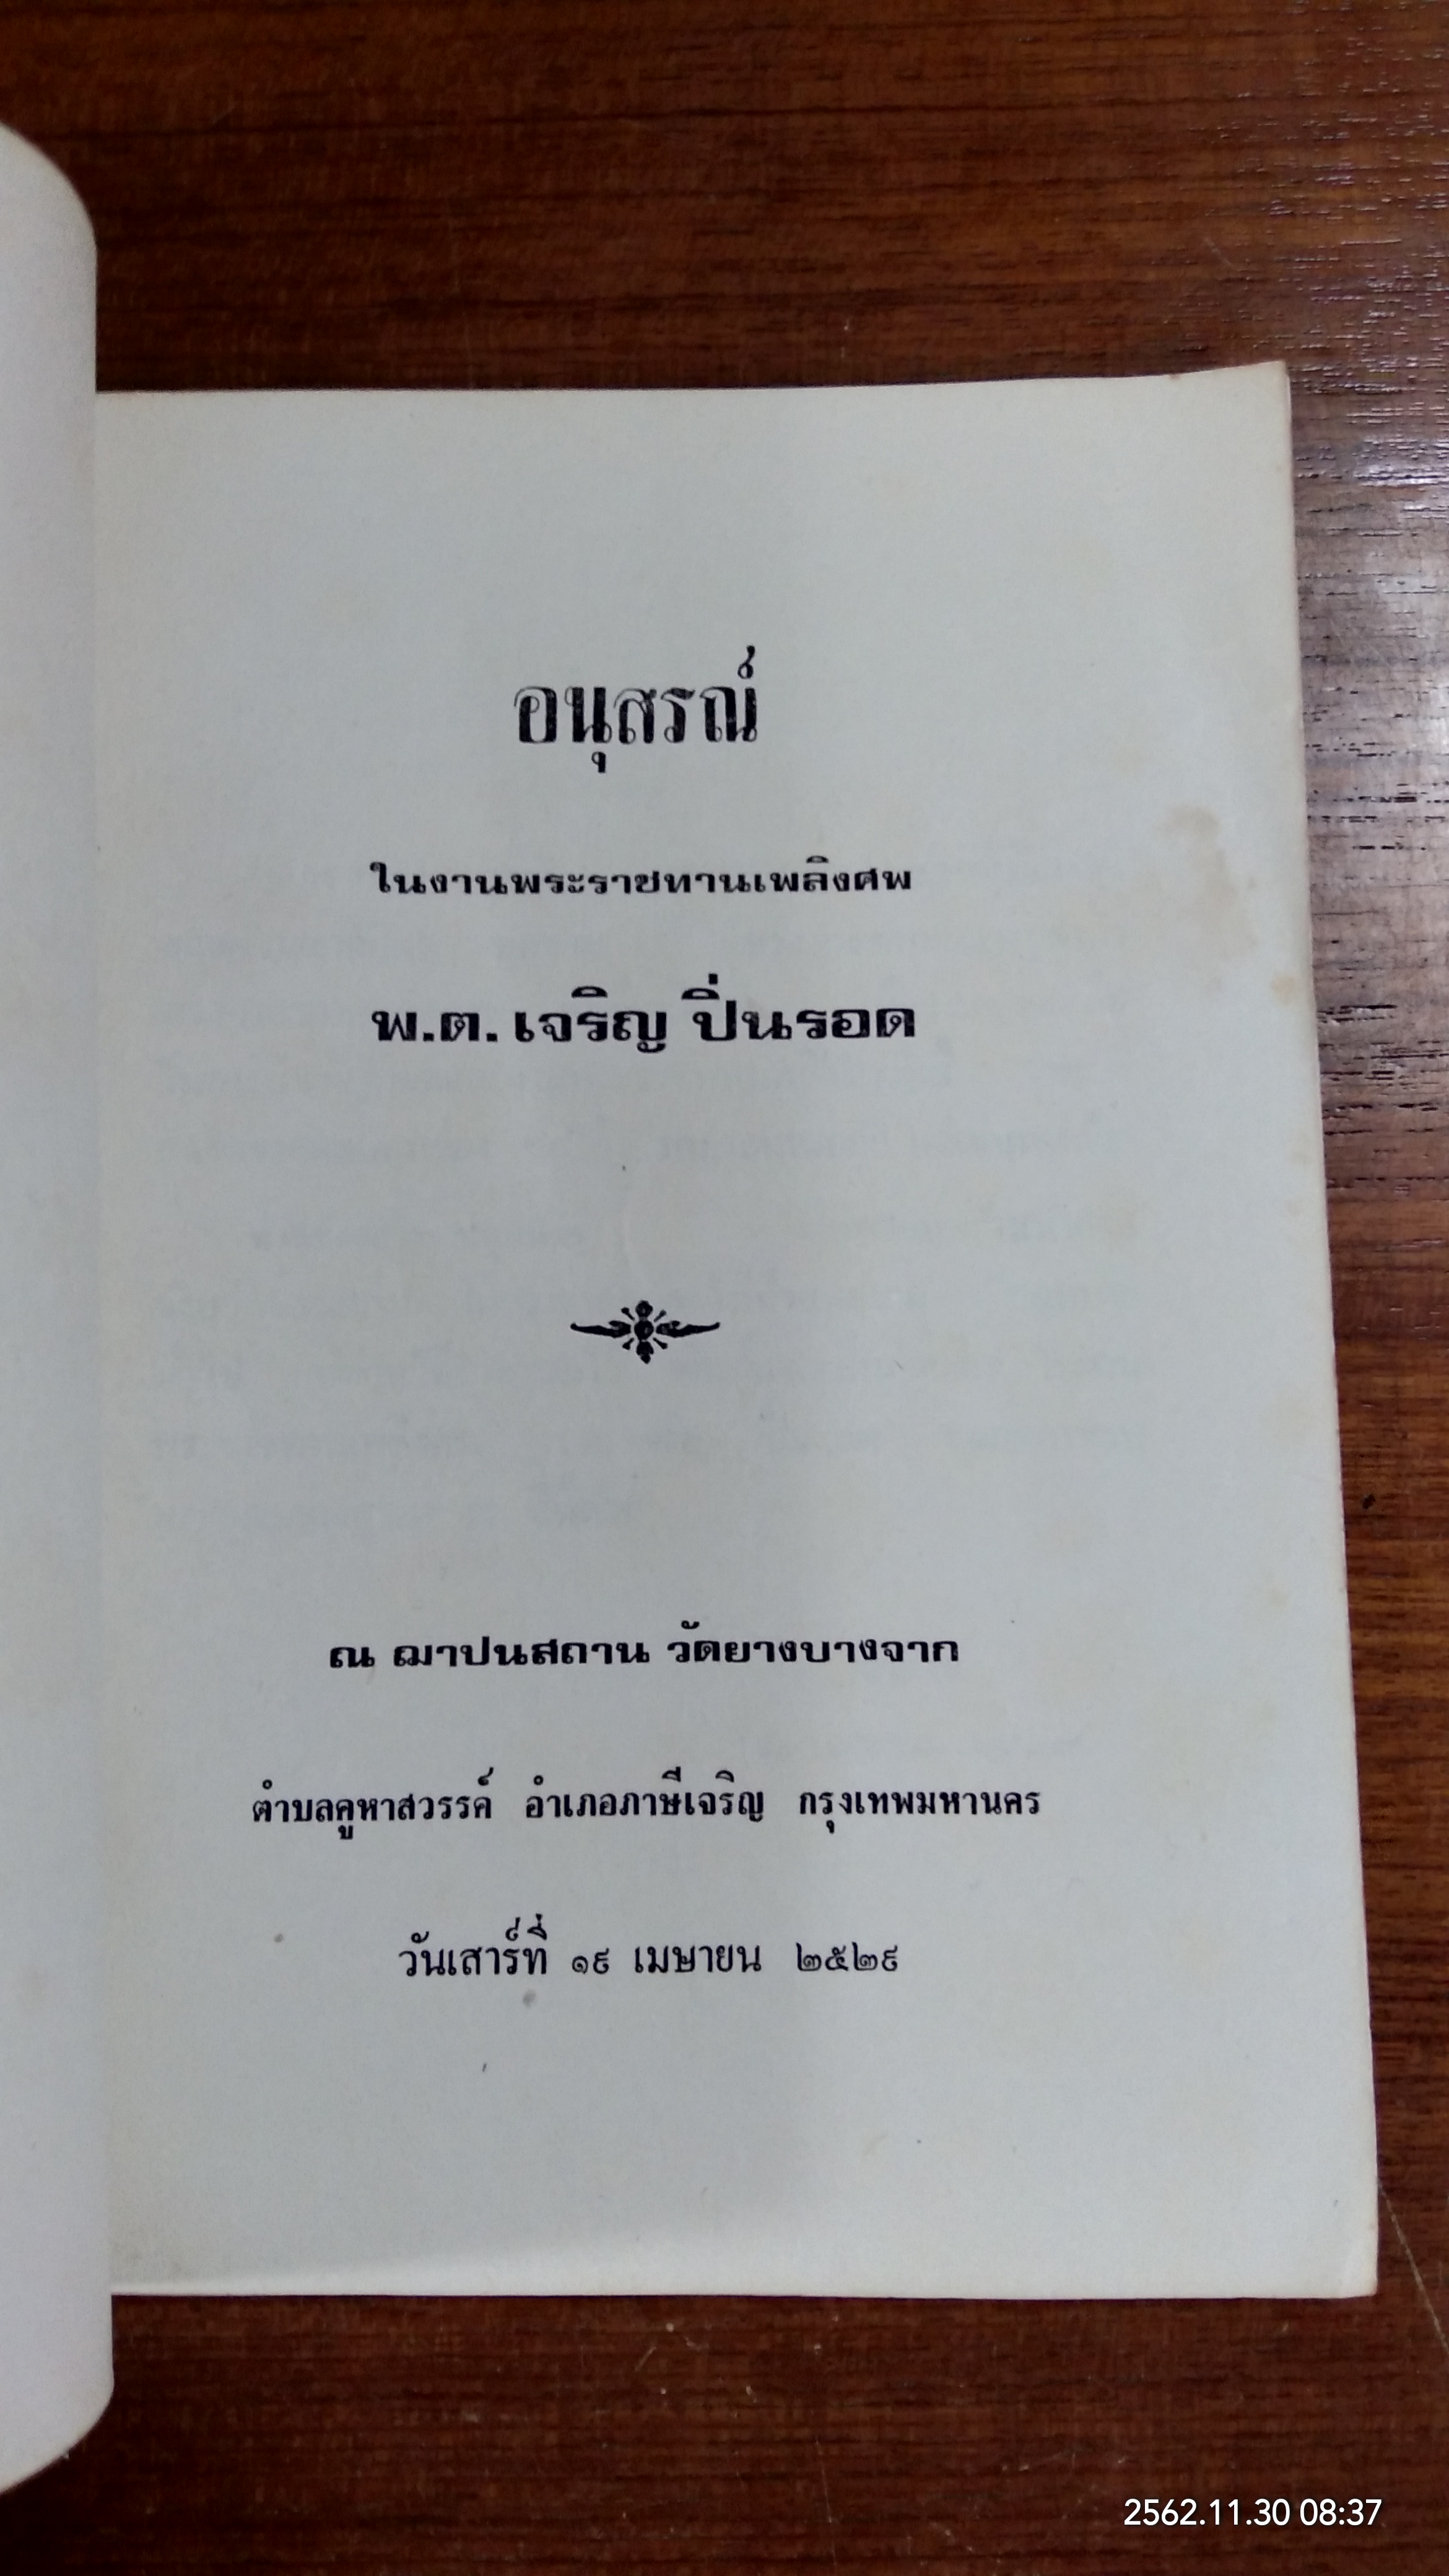 อนุสรณ์
ในงานพระราชทานเพลิงศพ
พ.ต. เจริญ ปิ่นรอด
ณ ฌาปนสถาน วัดยางบางจาก
ตำบลคูหาสวรรค์ อำเภอภาษีเจริญ กรุงเทพมหานคร
วันเสาร์ที่ ๑๙ เมษายน ๒๕๒๙
2562.11.30 08:37